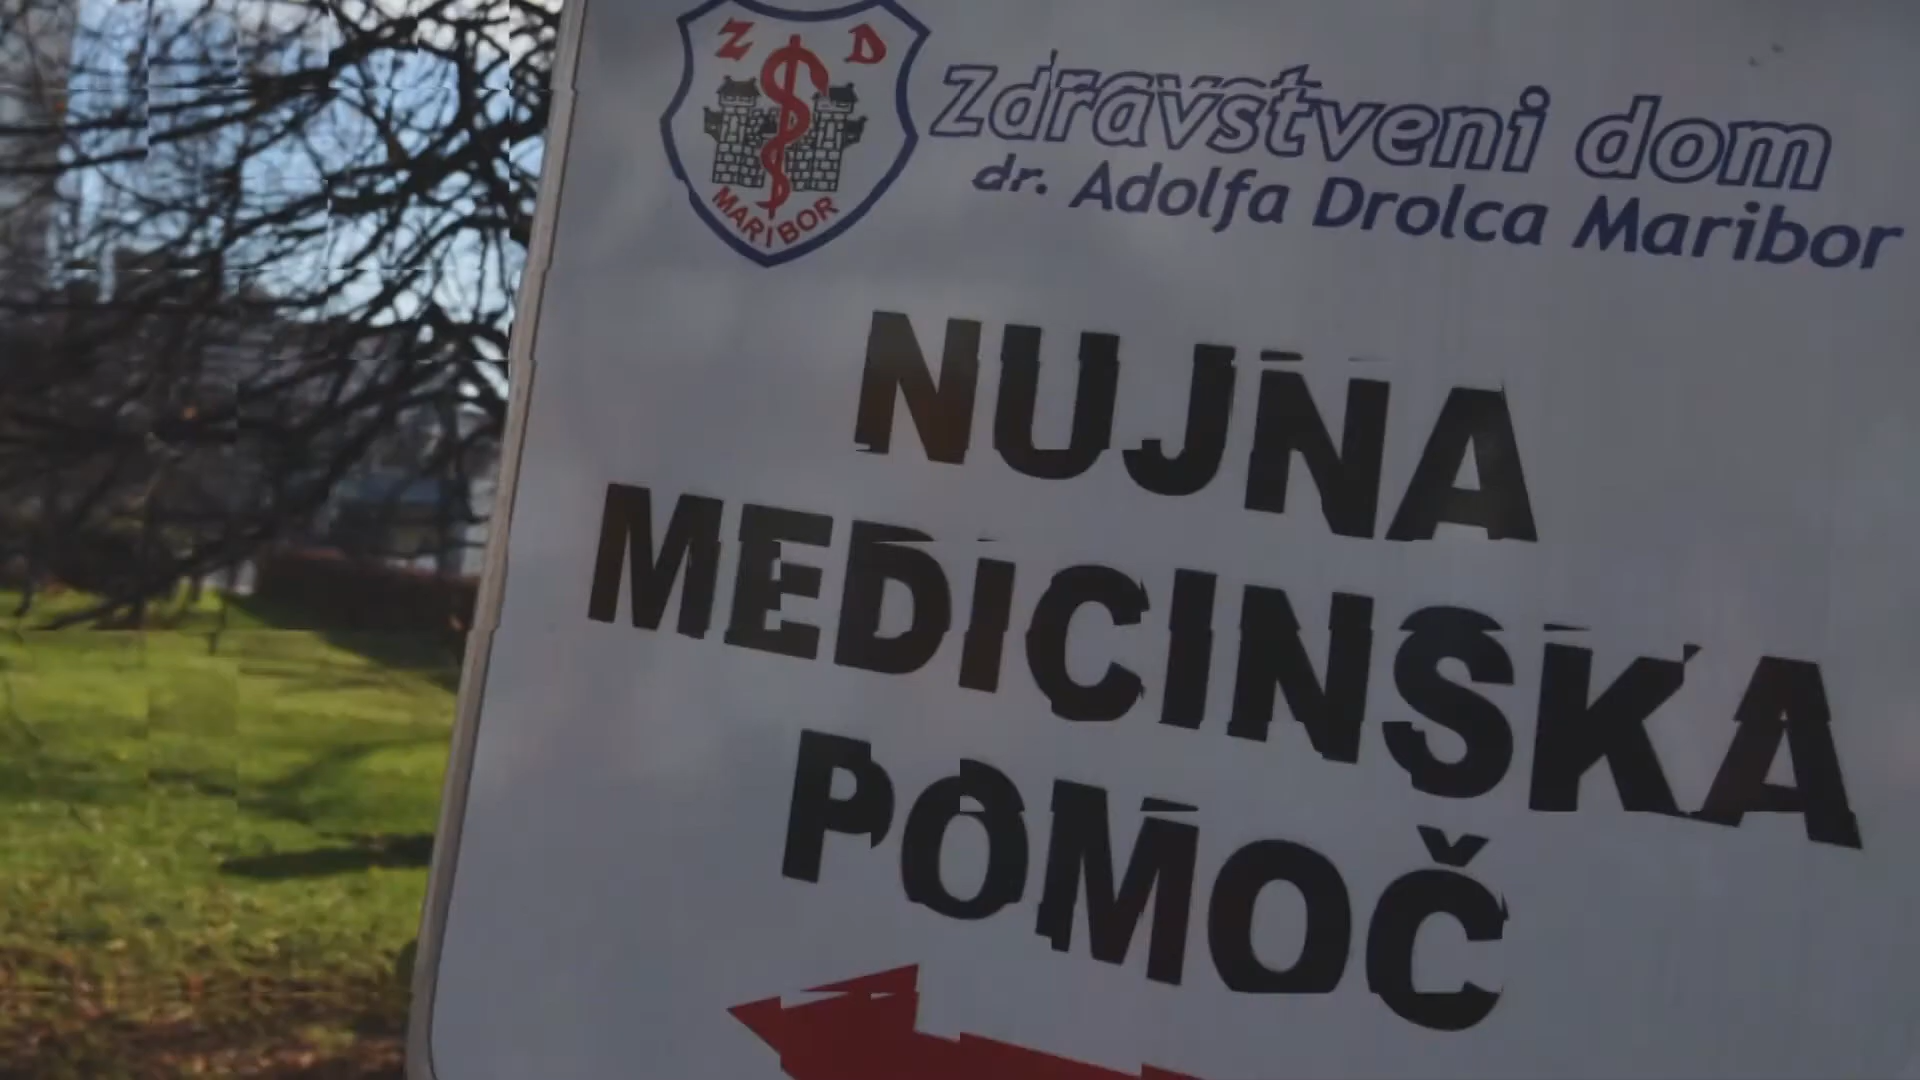 Z D
MARIBOR
Zdravstveni dom
dr. Adolfa Drolca Maribor
NUJNA
MEDICINSKA
POMOČ